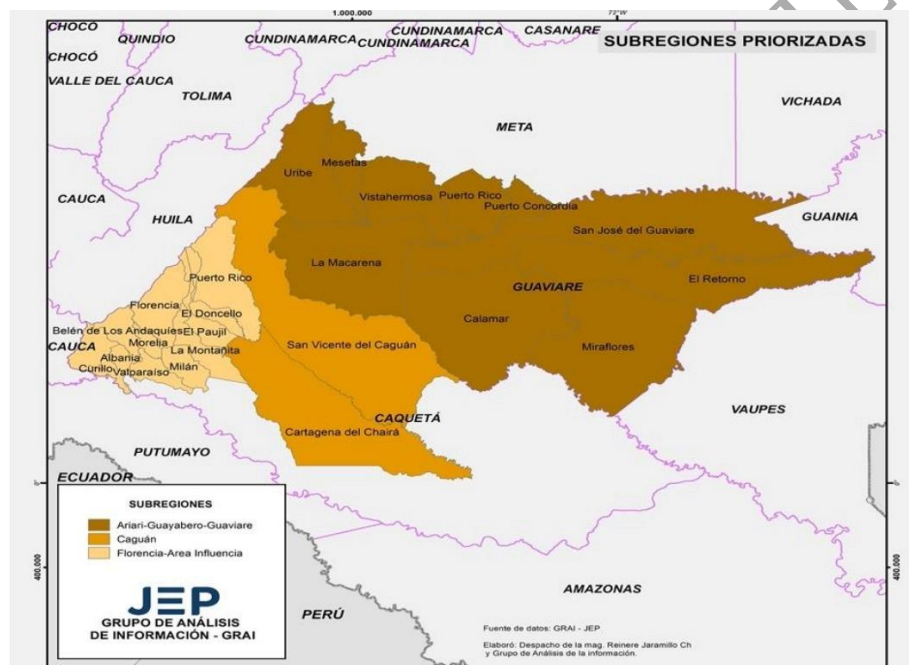 1.000.000
72°W
CHOCÓ
QUINDIO
CUNDINAMARCA
CUNDINAMARCA
CUNDINAMARCA
CASANARE
SUBREGIONES PRIORIZADAS
CHOCÓ
VALLE DEL CAUCA
TOLIMA
VICHADA
META
Mesetas
Uribe
CAUCA
Vistahermosa
Puerto Rico
Puerto Concordia
HUILA
GUAINIA
San José del Guaviare
La Macarena
Puerto Rico
El Retorno
GUAVIARE
Florencia
El Doncello
Calamar
Belén de Los Andaquíes
El Paujil
CAUCA
Morelia
San Vicente del Caguán
Miraflores
Albania
La Montañita
Curillo
Valparaíso
Milán
VAUPES
CAQUETÁ
Cartagena del Chairá
PUTUMAYO
ECUADOR
0°
0°
SUBREGIONES
Ariari-Guayabero-Guaviare
Caguán
Florencia-Area Influencia
400.000
400.000
JEP
GRUPO DE ANÁLISIS
DE INFORMACIÓN - GRAI
AMAZONAS
PERÚ
Fuente de datos: GRAI - JEP
Elaboró: Despacho de la mag. Reinere Jaramillo Ch
y Grupo de Análisis de la información.